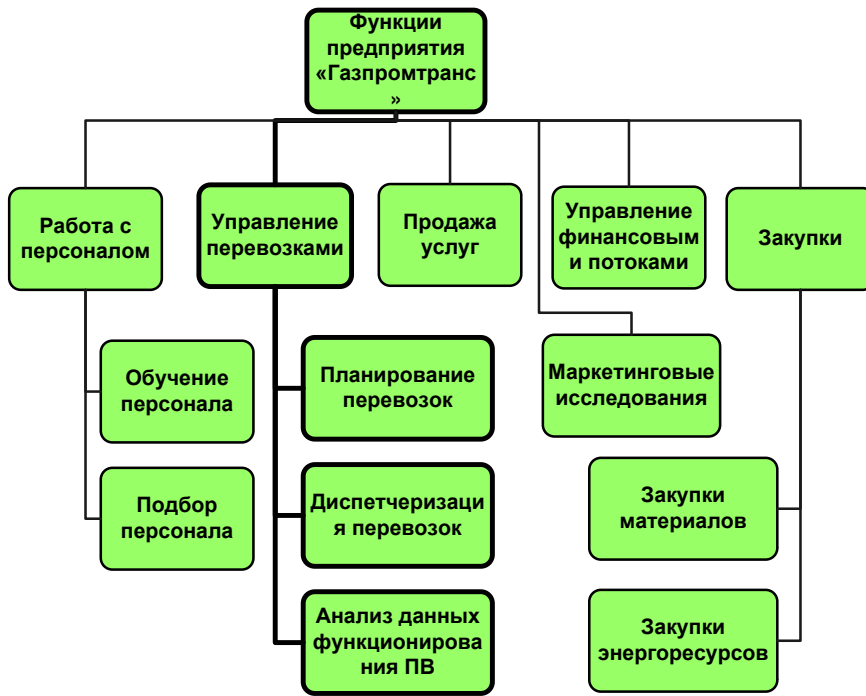 Функции
предприятия
«Газпромтранс
»
Работа с
персоналом
Управление
перевозками
Продажа
услуг
Управление
финансовым
и потоками
Закупки
Обучение
персонала
Планирование
перевозок
Маркетинговые
исследования
Подбор
персонала
Диспетчеризаци
я перевозок
Закупки
материалов
Анализ данных
функционирова
ния ПВ
Закупки
энергоресурсов